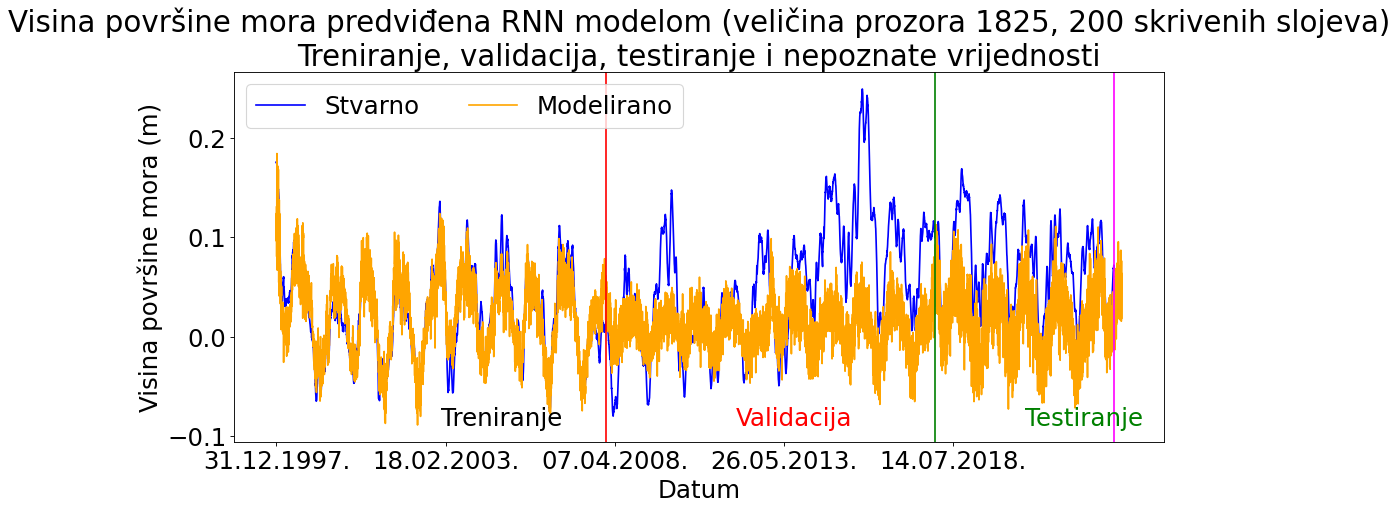 Visina površine mora predviđena RNN modelom (veličina prozora 1825, 200 skrivenih slojeva)
Treniranje, validacija, testiranje i nepoznate vrijednosti
Stvarno
Modelirano
Visina površine mora (m)
0.2
0.1
0.0
−0.1
Treniranje
Validacija
Testiranje
31.12.1997.
18.02.2003.
07.04.2008.
26.05.2013.
14.07.2018.
Datum